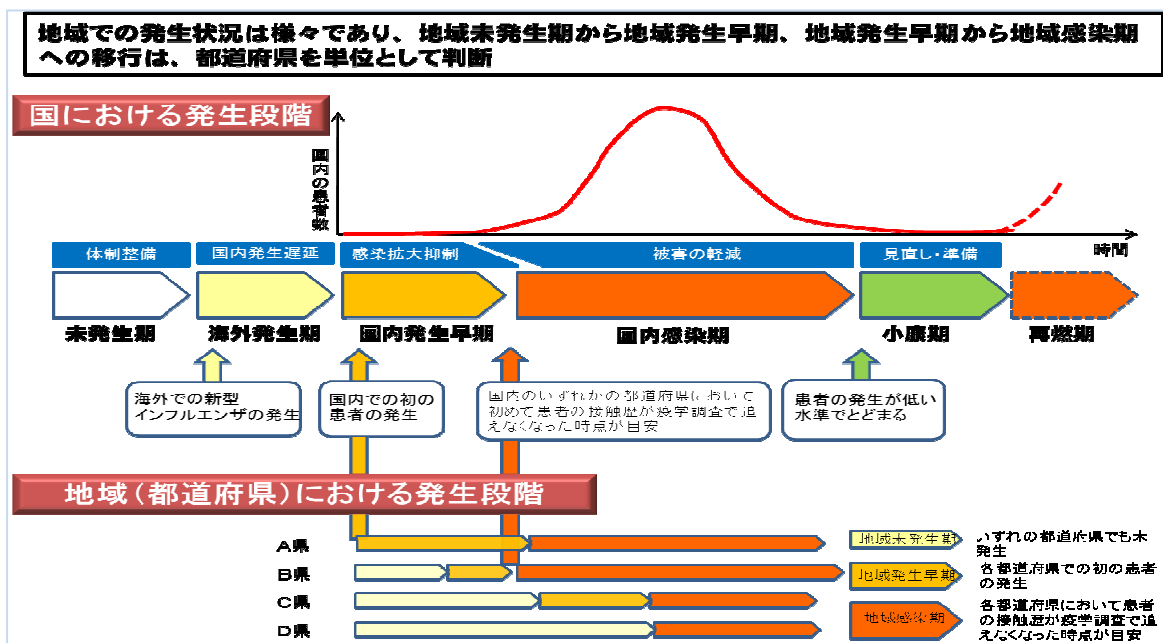 地域での発生状況は様々であり、地域未発生期から地域発生早期、地域発生早期から地域感染期
への移行は、都道府県を単位として判断
国における発生段階
国内の患者数
時間
体制整備
国内発生遅延
感染拡大抑制
被害の軽減
見直し・準備
未発生期
海外発生期
国内発生早期
国内感染期
小康期
再燃期
海外での新型
インフルエンザの発生
国内での初の
患者の発生
国内のいずれかの都道府県において
初めて患者の接触歴が疫学調査で追
えなくなった時点が目安
患者の発生が低い
水準でとどまる
地域(都道府県)における発生段階
A県
B県
C県
D県
地域未発生期
いずれの都道府県でも未
発生
地域発生早期
各都道府県での初の患者
の発生
地域感染期
各都道府県において患者
の接触歴が疫学調査で追
えなくなった時点が目安